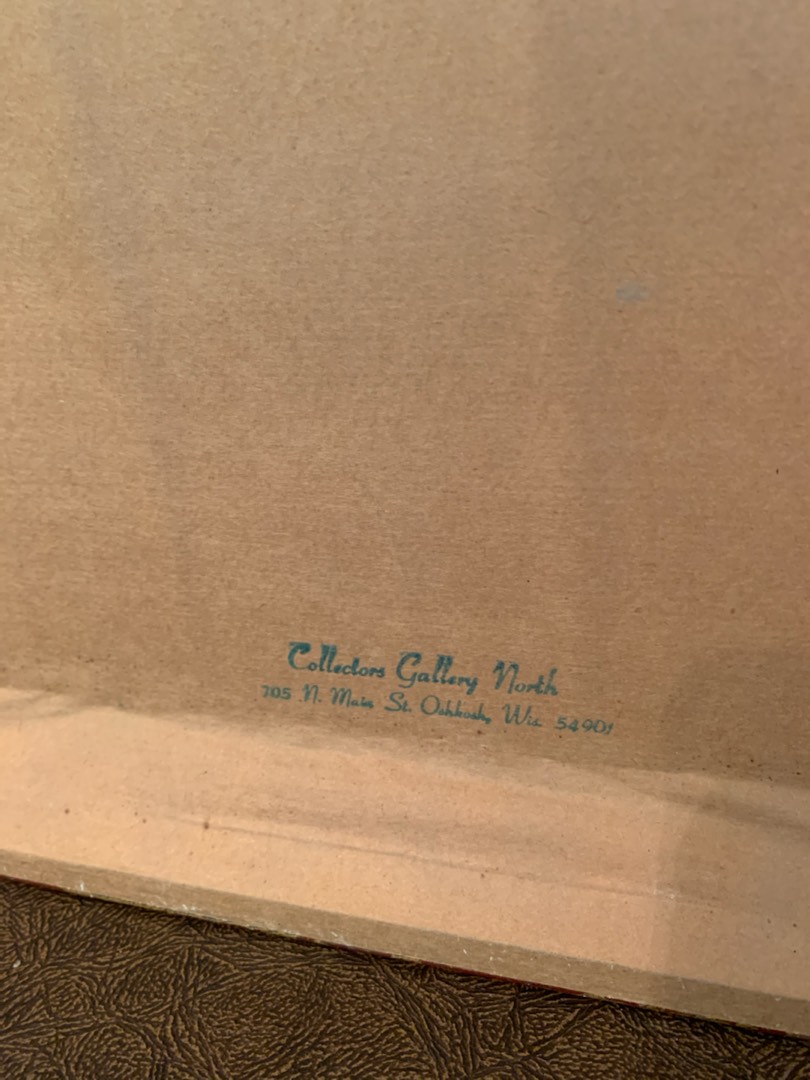 Collectors Gallery North
705 N. Main St. Oshkosh, Wis. 54901